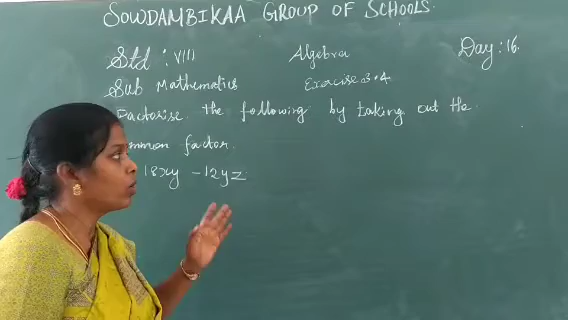 SOWDAMBIKAA GROUP OF SCHOOLS.
Std : VIII Algebra Day : 16.
Sub Mathematics Exercise 3.4
Factorise the following by taking out the
ommon factor.
18xy - 12yz